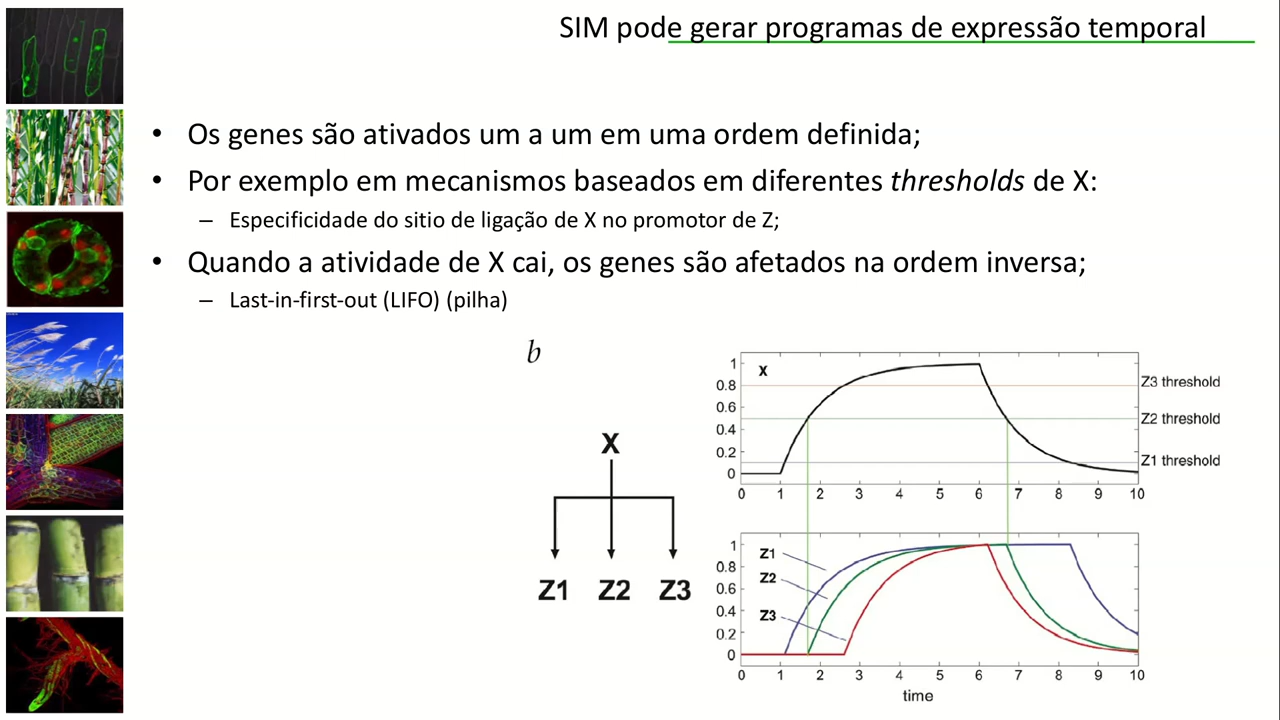 SIM pode gerar programas de expressão temporal
• Os genes são ativados um a um em uma ordem definida;
• Por exemplo em mecanismos baseados em diferentes thresholds de X:
– Especificidade do sitio de ligação de X no promotor de Z;
• Quando a atividade de X cai, os genes são afetados na ordem inversa;
– Last-in-first-out (LIFO) (pilha)
b
X
Z1 Z2 Z3
X
1
0.8
0.6
0.4
0.2
0
Z3 threshold
Z2 threshold
Z1 threshold
0 1 2 3 4 5 6 7 8 9 10
1
0.8
0.6
0.4
0.2
0
Z1
Z2
Z3
0 1 2 3 4 5 6 7 8 9 10
time